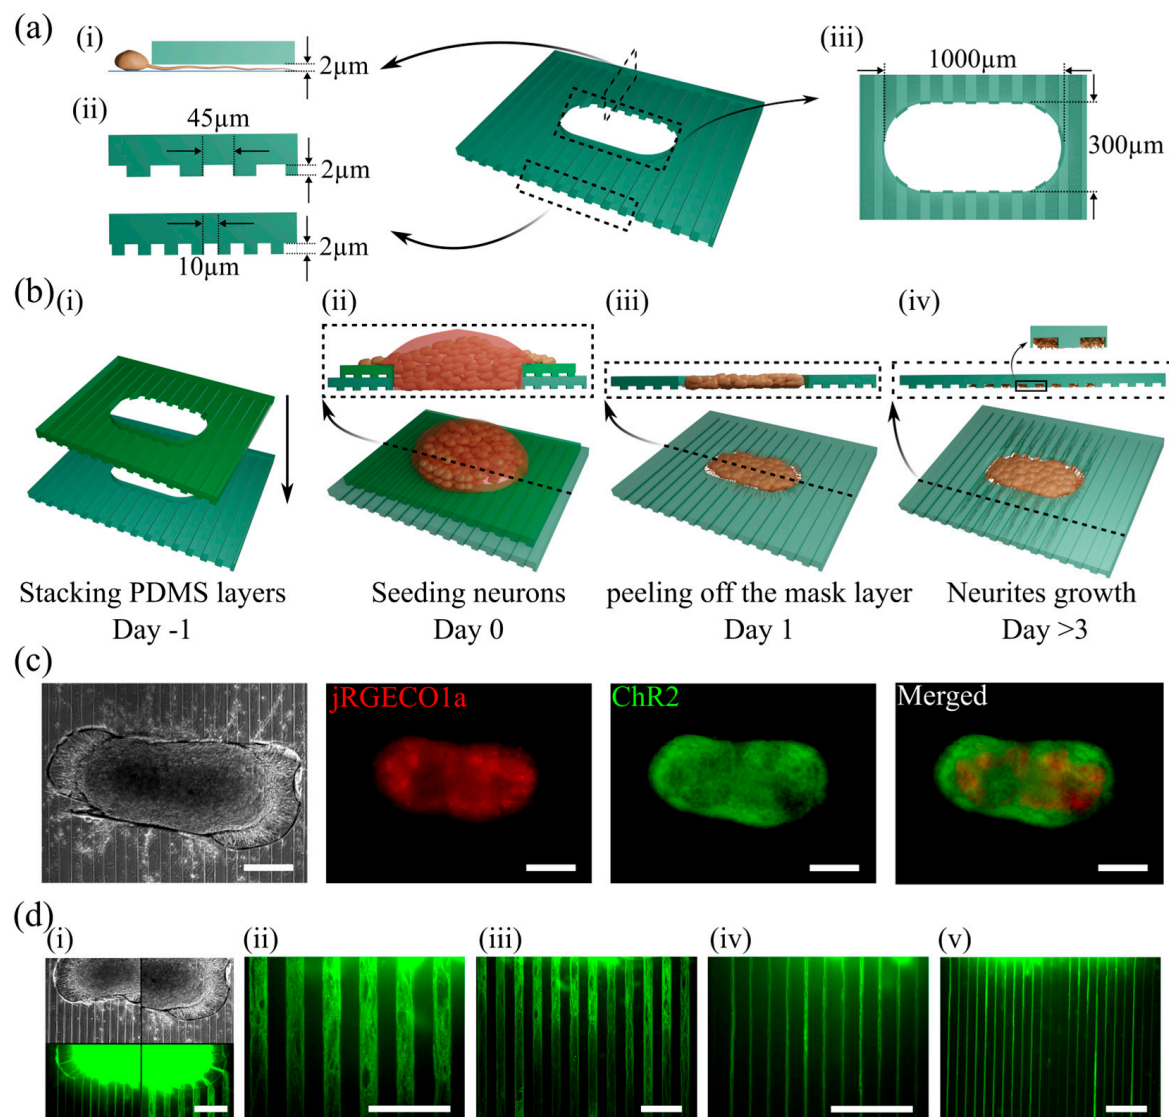 (a)
(i)
2µm
(ii)
45µm
2µm
10µm
2µm
(iii)
1000µm
300µm
(b)
(i)
(ii)
(iii)
(iv)
Stacking PDMS layers
Day -1
Seeding neurons
Day 0
peeling off the mask layer
Day 1
Neurites growth
Day >3
(c)
jRGECO1a
ChR2
Merged
(d)
(i)
(ii)
(iii)
(iv)
(v)